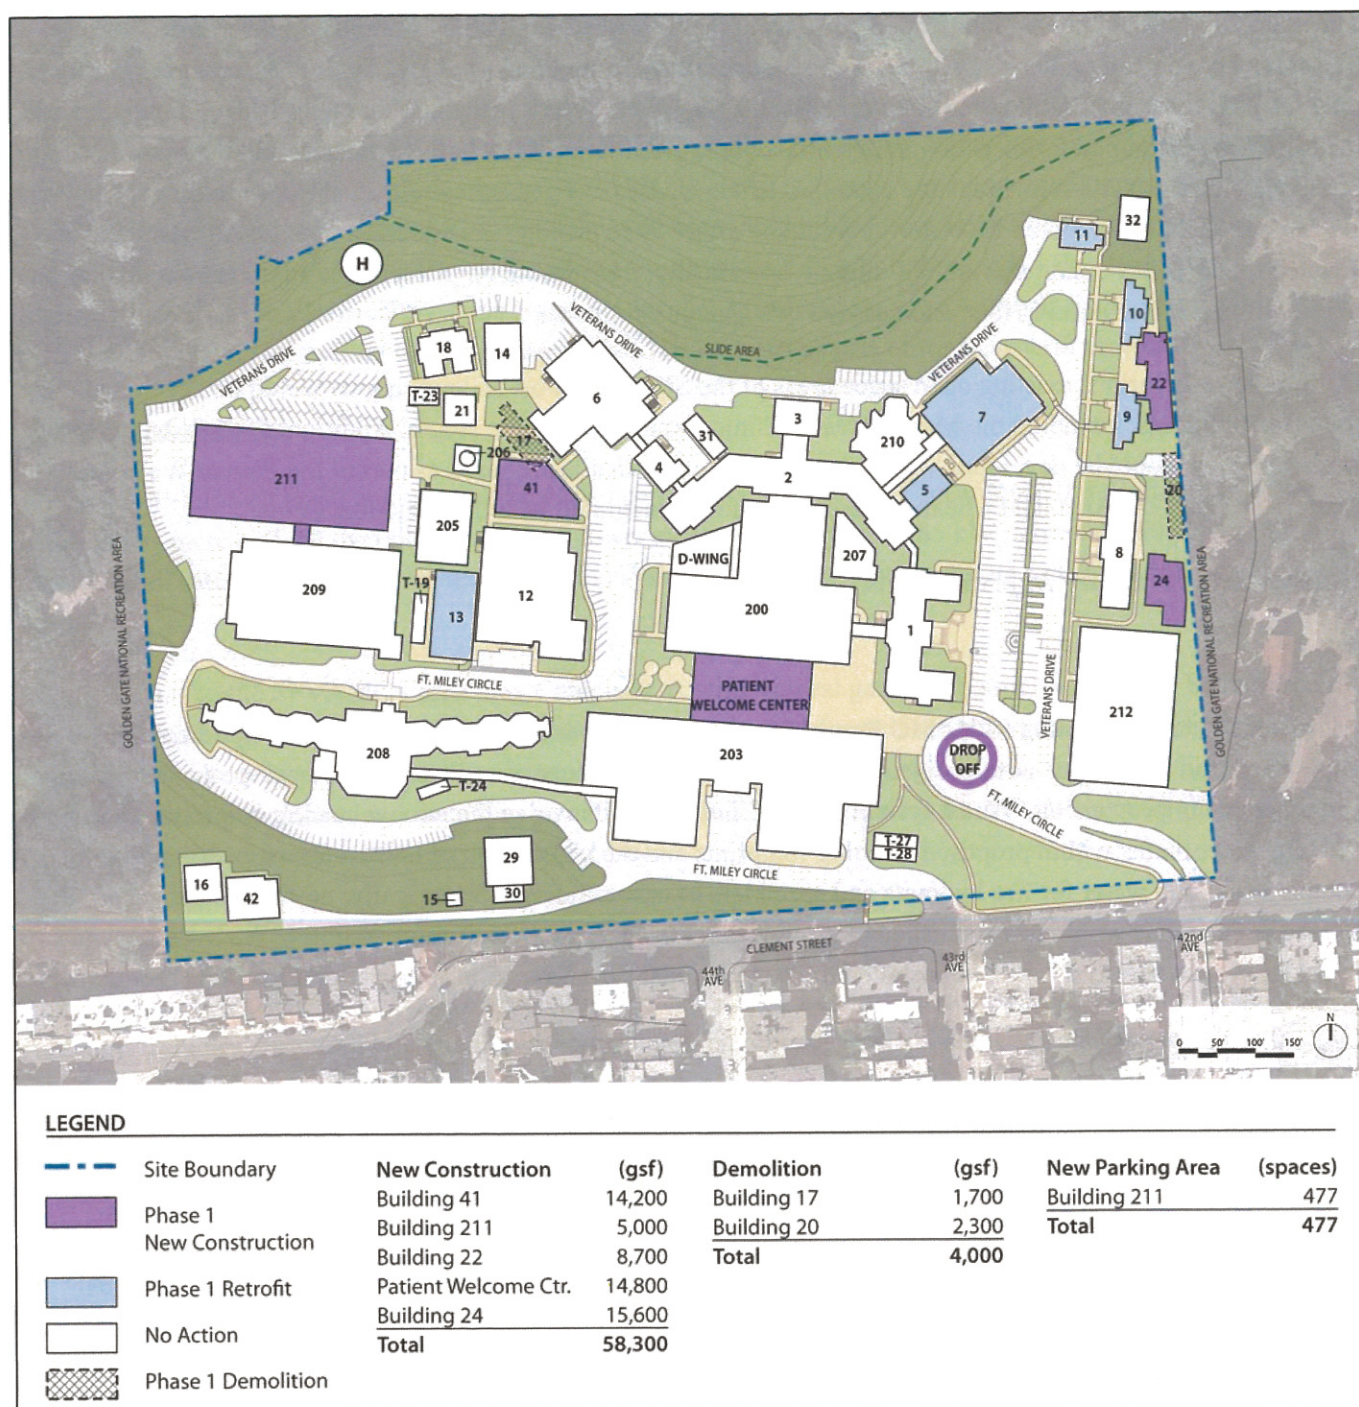 32
11
H
10
VETERANS DRIVE
VETERANS DRIVE
18
14
SLIDE AREA
VETERANS DRIVE
22
T-23
21
6
3
7
9
17
31
210
206
4
2
211
41
5
20
205
D-WING
207
8
24
T-19
209
13
12
200
1
GOLDEN GATE NATIONAL RECREATION AREA
GOLDEN GATE NATIONAL RECREATION AREA
FT. MILEY CIRCLE
PATIENT
WELCOME CENTER
VETERANS DRIVE
212
208
203
DROP
OFF
T-24
FT. MILEY CIRCLE
T-27
T-28
29
FT. MILEY CIRCLE
16
42
15
30
CLEMENT STREET
44th
AVE
43rd
AVE
42nd
AVE
N
0 50' 100' 150'
LEGEND
Site Boundary
Phase 1
New Construction
Phase 1 Retrofit
No Action
Phase 1 Demolition
New Construction (gsf)
Building 41 14,200
Building 211 5,000
Building 22 8,700
Patient Welcome Ctr. 14,800
Building 24 15,600
Total 58,300
Demolition (gsf)
Building 17 1,700
Building 20 2,300
Total 4,000
New Parking Area (spaces)
Building 211 477
Total 477